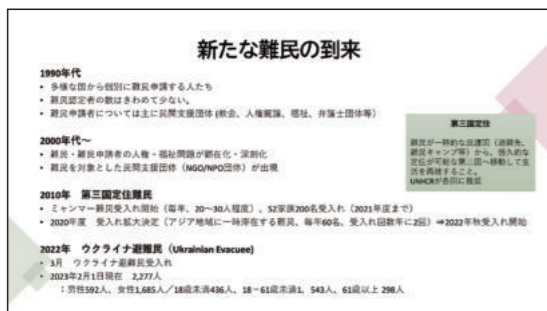 新たな難民の到来
1990年代
• 多様な国から個別に難民申請する人たち
• 難民認定者の数はきわめて少ない。
• 難民申請者については主に民間支援団体(教会、人権擁護、福祉、弁護士団体等)
2000年代～
• 難民・難民申請者の人権・福祉問題が顕在化・深刻化
• 難民を対象とした民間支援団体（NGO/NPO団体）が出現
第三国定住
難民が一時的な庇護国（避難先、
難民キャンプ等）から、恒久的な
定住が可能な第三国へ移動して生
活を再建すること。
UNHCRが各国に推奨
2010年　第三国定住難民
• ミャンマー難民受入れ開始（毎年、20～30人程度）、52家族200名受入れ（2021年度まで）
• 2020年度　受入れ拡大決定（アジア地域に一時滞在する難民、毎年60名、受入れ回数年に2回）⇒2022年秋受入れ開始
2022年　ウクライナ避難民（Ukrainian Evacuee)
• 3月　ウクライナ避難民受入れ
• 2023年2月1日現在　2,277人
：男性592人、女性1,685人／18歳未満436人、18－61歳未満1，543人、61歳以上 298人